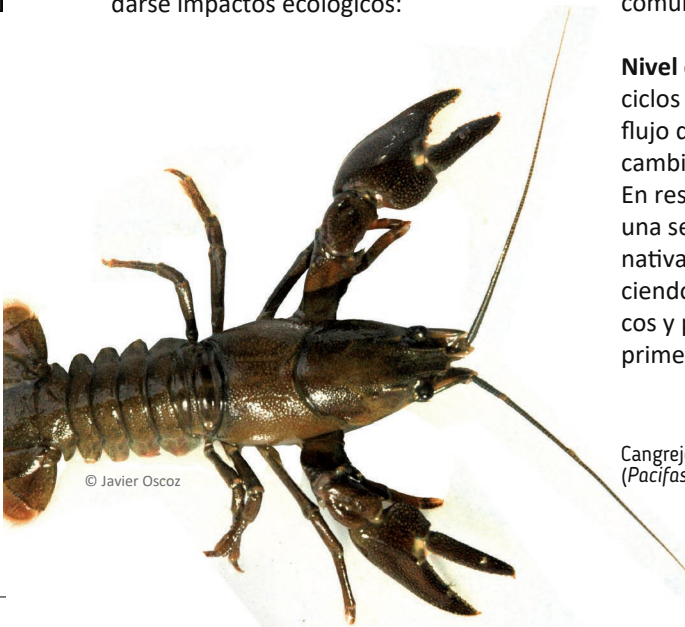 darse impactos ecológicos:
© Javier Oscoz
Nivel
ciclos
flujo
cambi
En res
una se
nativa
ciendo
cos y
prime
Cangrej
(Pacifas